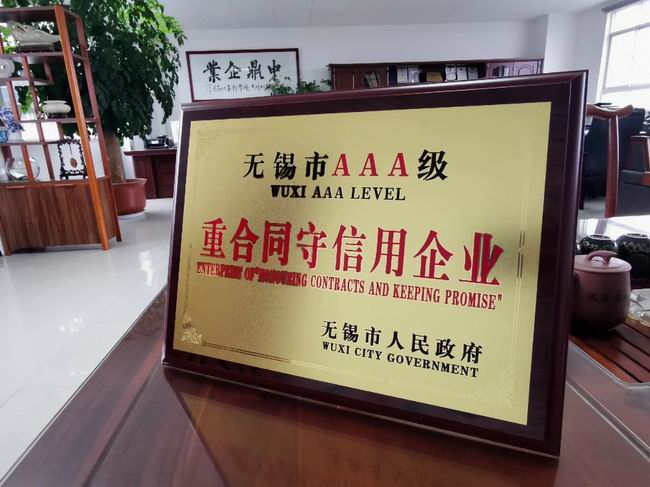 業企鼎中
无锡市AAA级
WUXI AAA LEVEL
重合同守信用企业
ENTERPRISE OF "HONOURING CONTRACTS AND KEEPING PROMISE"
无锡市人民政府
WUXI CITY GOVERNMENT